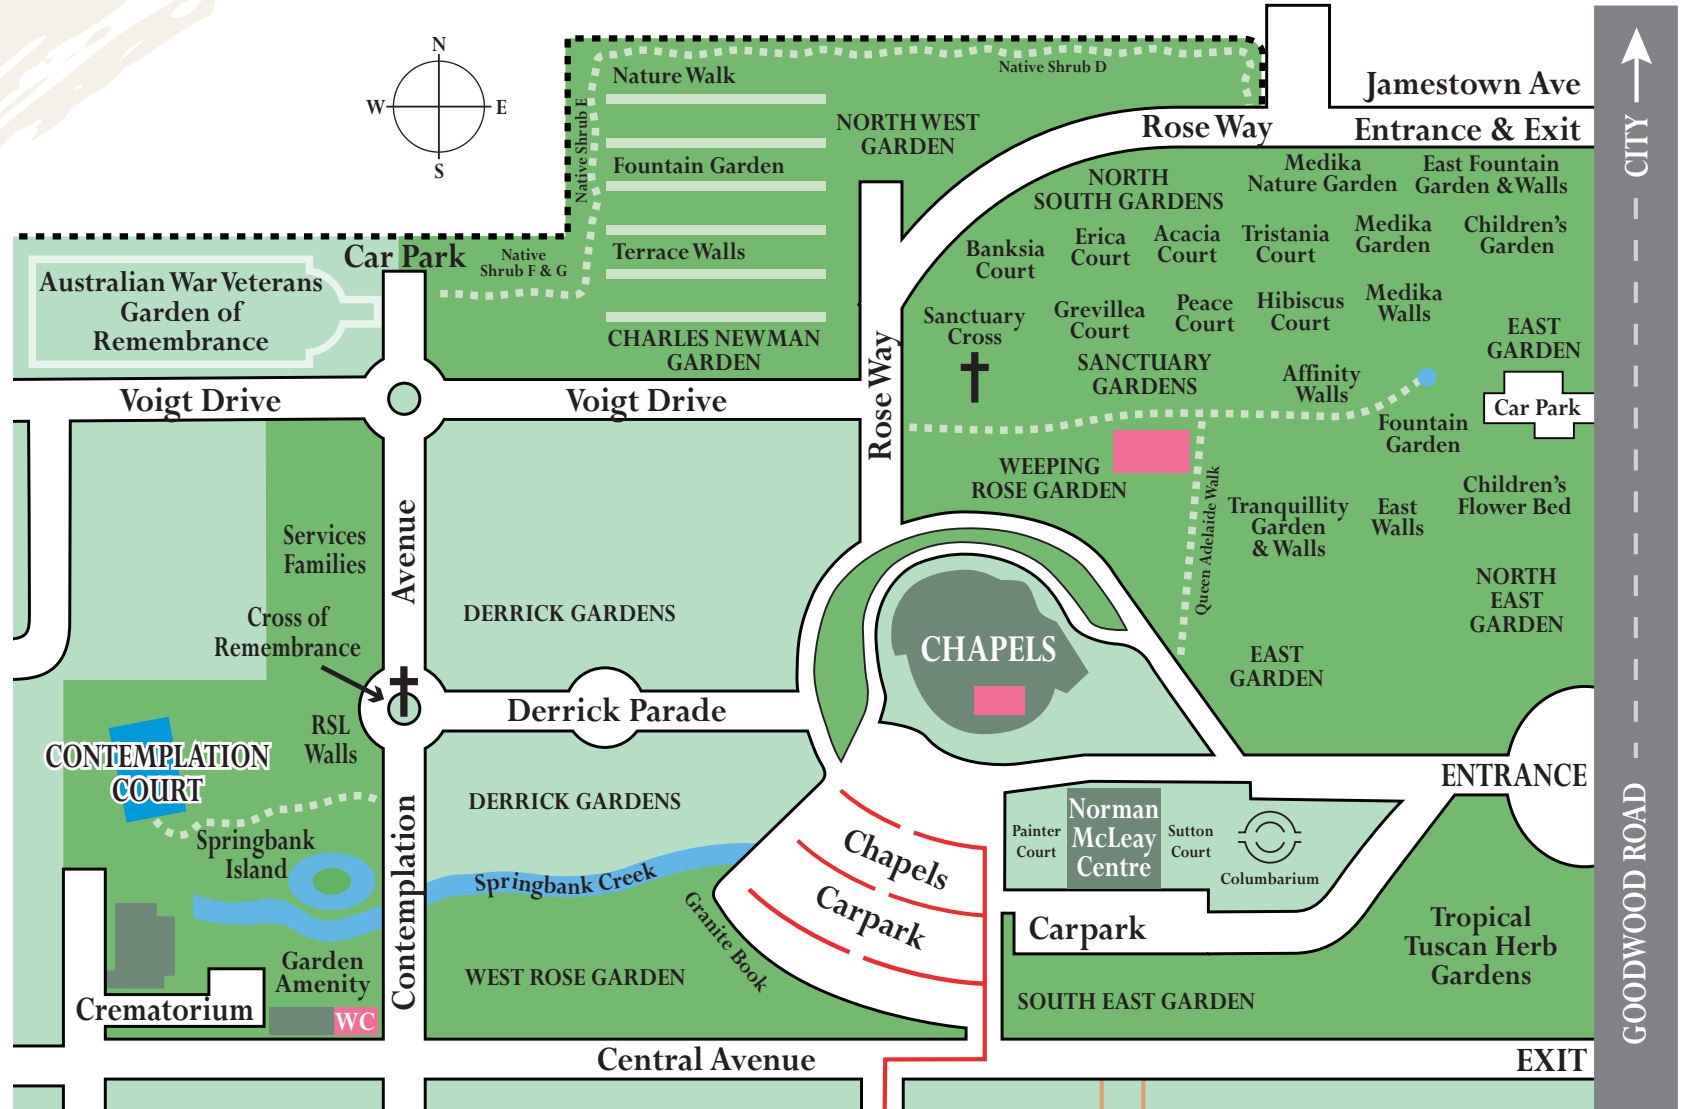 N
W
E
S
Nature Walk
Native Shrub D
Native Shrub E
Jamestown Ave
NORTH WEST
GARDEN
Rose Way
Entrance & Exit
CITY
Fountain Garden
Medika
Nature Garden
East Fountain
Garden & Walls
NORTH
SOUTH GARDENS
Car Park
Native
Shrub F & G
Terrace Walls
Banksia
Court
Erica
Court
Acacia
Court
Tristania
Court
Medika
Garden
Children's
Garden
Australian War Veterans
Garden of
Remembrance
Sanctuary
Cross
Grevillea
Court
Peace
Court
Hibiscus
Court
Medika
Walls
EAST
GARDEN
CHARLES NEWMAN
GARDEN
SANCTUARY
GARDENS
Affinity
Walls
Voigt Drive
Voigt Drive
Rose Way
Car Park
Fountain
Garden
WEEPING
ROSE GARDEN
Queen Adelaide Walk
Tranquillity
Garden
& Walls
East
Walls
Children's
Flower Bed
Services
Families
Avenue
NORTH
EAST
GARDEN
Cross of
Remembrance
DERRICK GARDENS
CHAPELS
EAST
GARDEN
RSL
Walls
Derrick Parade
CONTEMPLATION
COURT
ENTRANCE
DERRICK GARDENS
Springbank
Island
Contemplation
Springbank Creek
Chapels
Carpark
Painter
Court
Norman
McLeay
Centre
Sutton
Court
Columbarium
GOODWOOD ROAD
Granite Book
Carpark
Tropical
Tuscan Herb
Gardens
Garden
Amenity
WEST ROSE GARDEN
SOUTH EAST GARDEN
Crematorium
WC
Central Avenue
EXIT